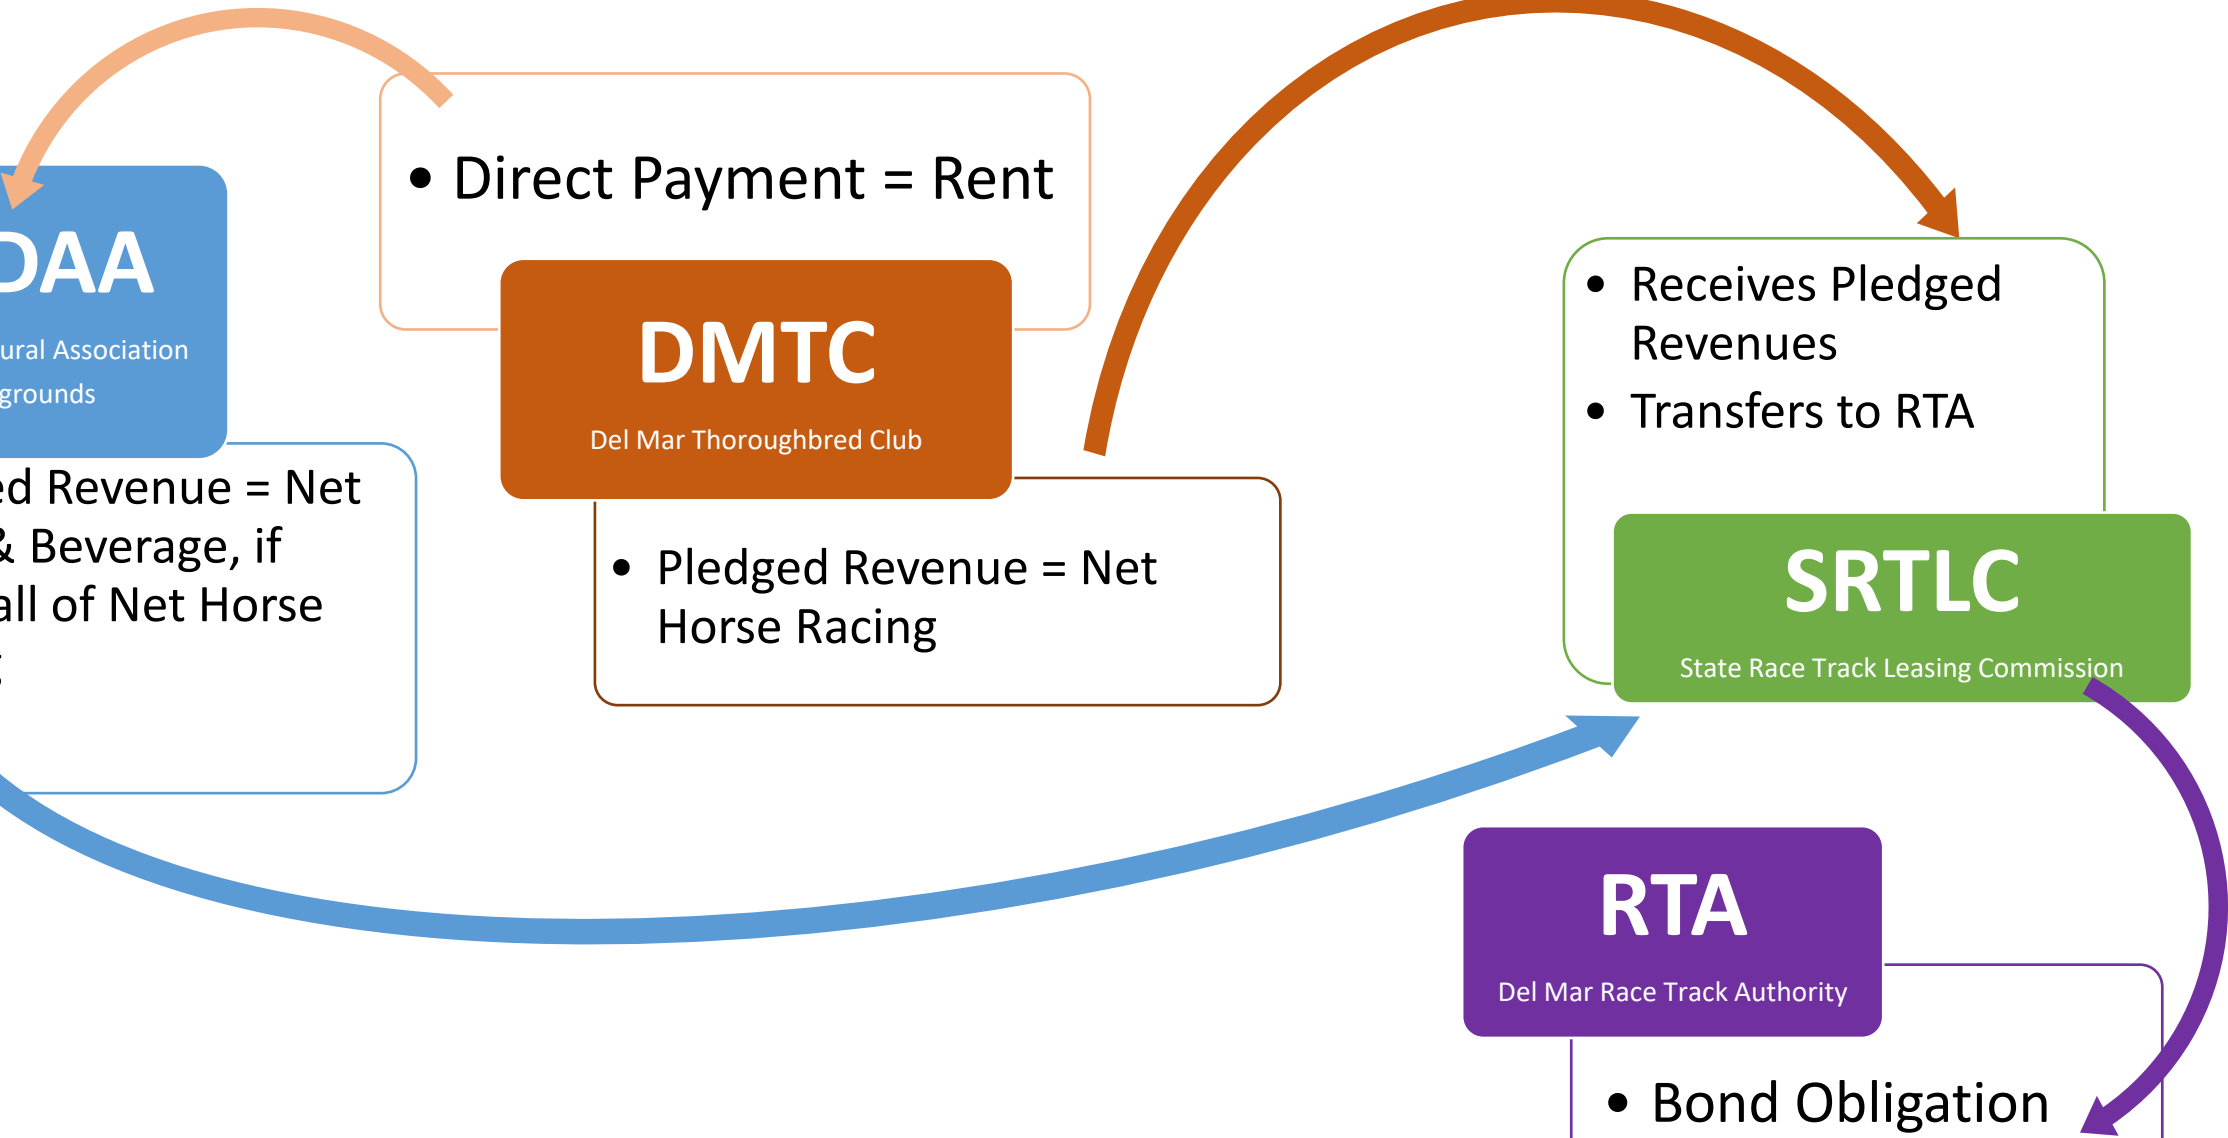 DAA
ural Association
grounds
ed Revenue = Net
& Beverage, if
all of Net Horse
• Direct Payment = Rent
DMTC
Del Mar Thoroughbred Club
• Pledged Revenue = Net
Horse Racing
• Receives Pledged
Revenues
• Transfers to RTA
SRTLC
State Race Track Leasing Commission
RTA
Del Mar Race Track Authority
• Bond Obligation